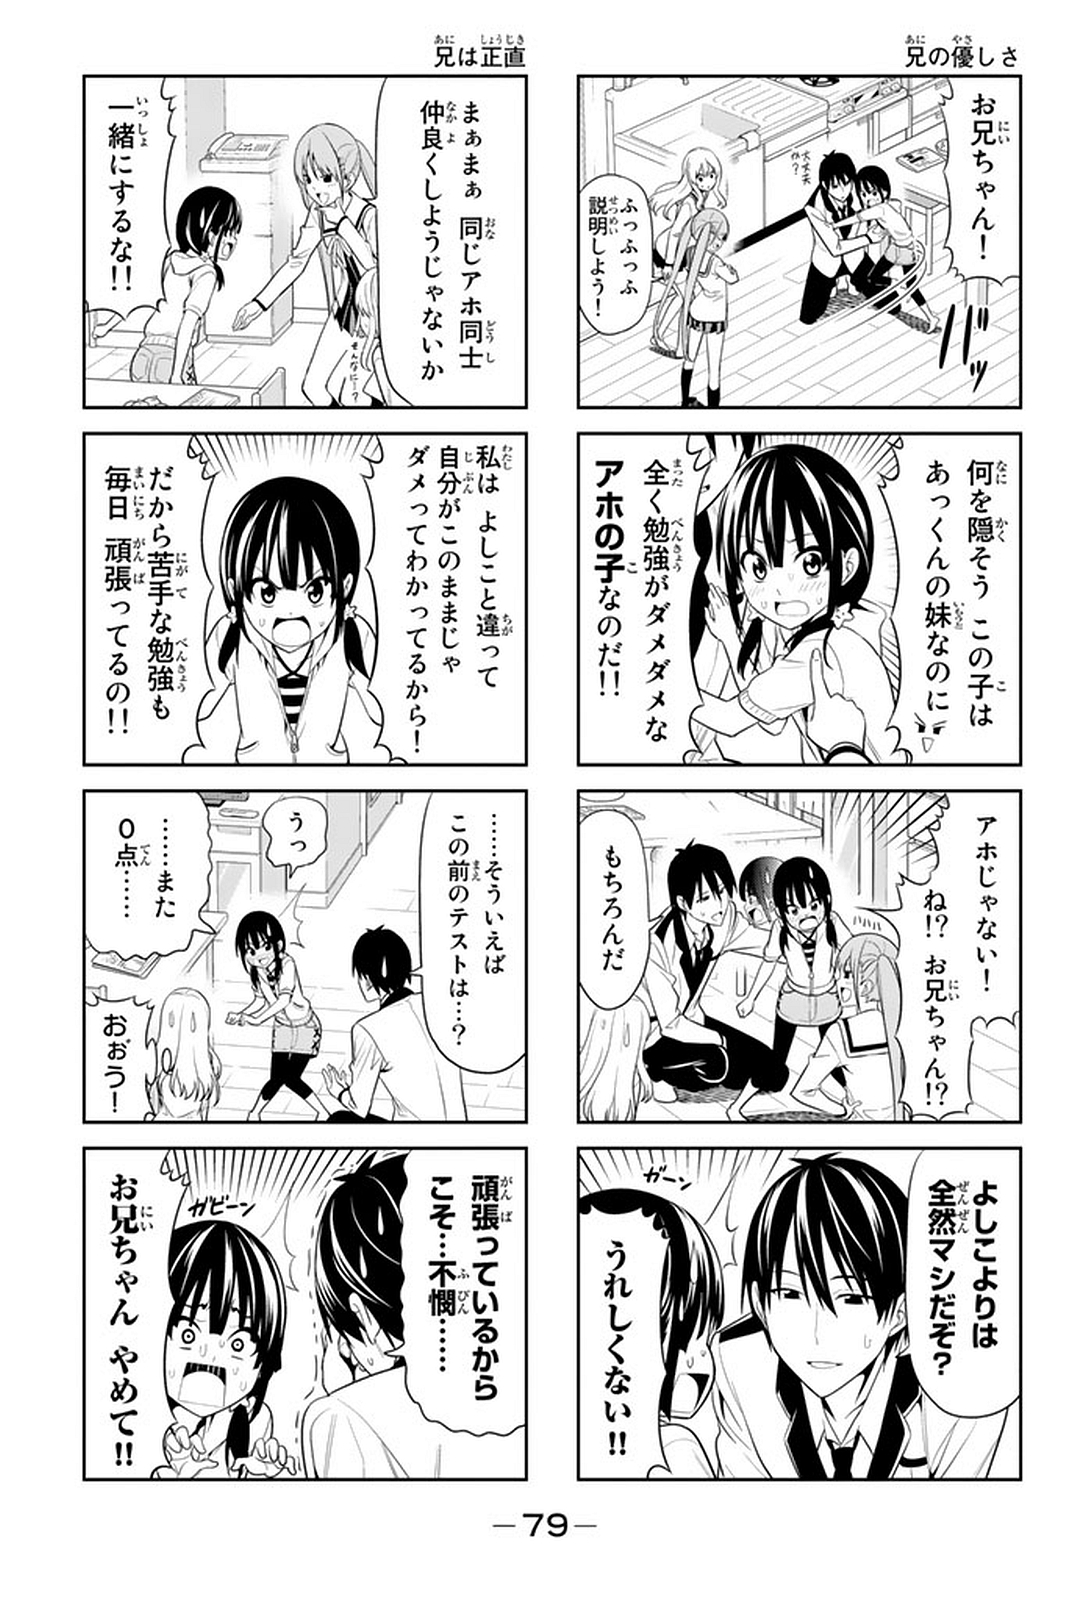 兄の優しさ
お兄ちゃん!
大丈夫
か?
ふっふっふ
説明しよう!
何を隠そう この子は
あっくんの妹なのに
全く勉強がダメダメな
アホの子なのだ!!
アホじゃない!
ね!? お兄ちゃん!?
もちろんだ
よしこよりは
全然マシだぞ?
ガーン
うれしくない!!
兄は正直
まぁまぁ 同じアホ同士
仲良くしようじゃないか
そんなにー?
一緒にするな!!
私は よしこと違って
自分がこのままじゃ
ダメってわかってるから!
だから苦手な勉強も
毎日 頑張ってるの!!
……そういえば
この前のテストは…?
うっ
……また
0点……
おぉう!
頑張っているから
こそ…不憫……
ガビーン
お兄ちゃん やめて!!
—79—